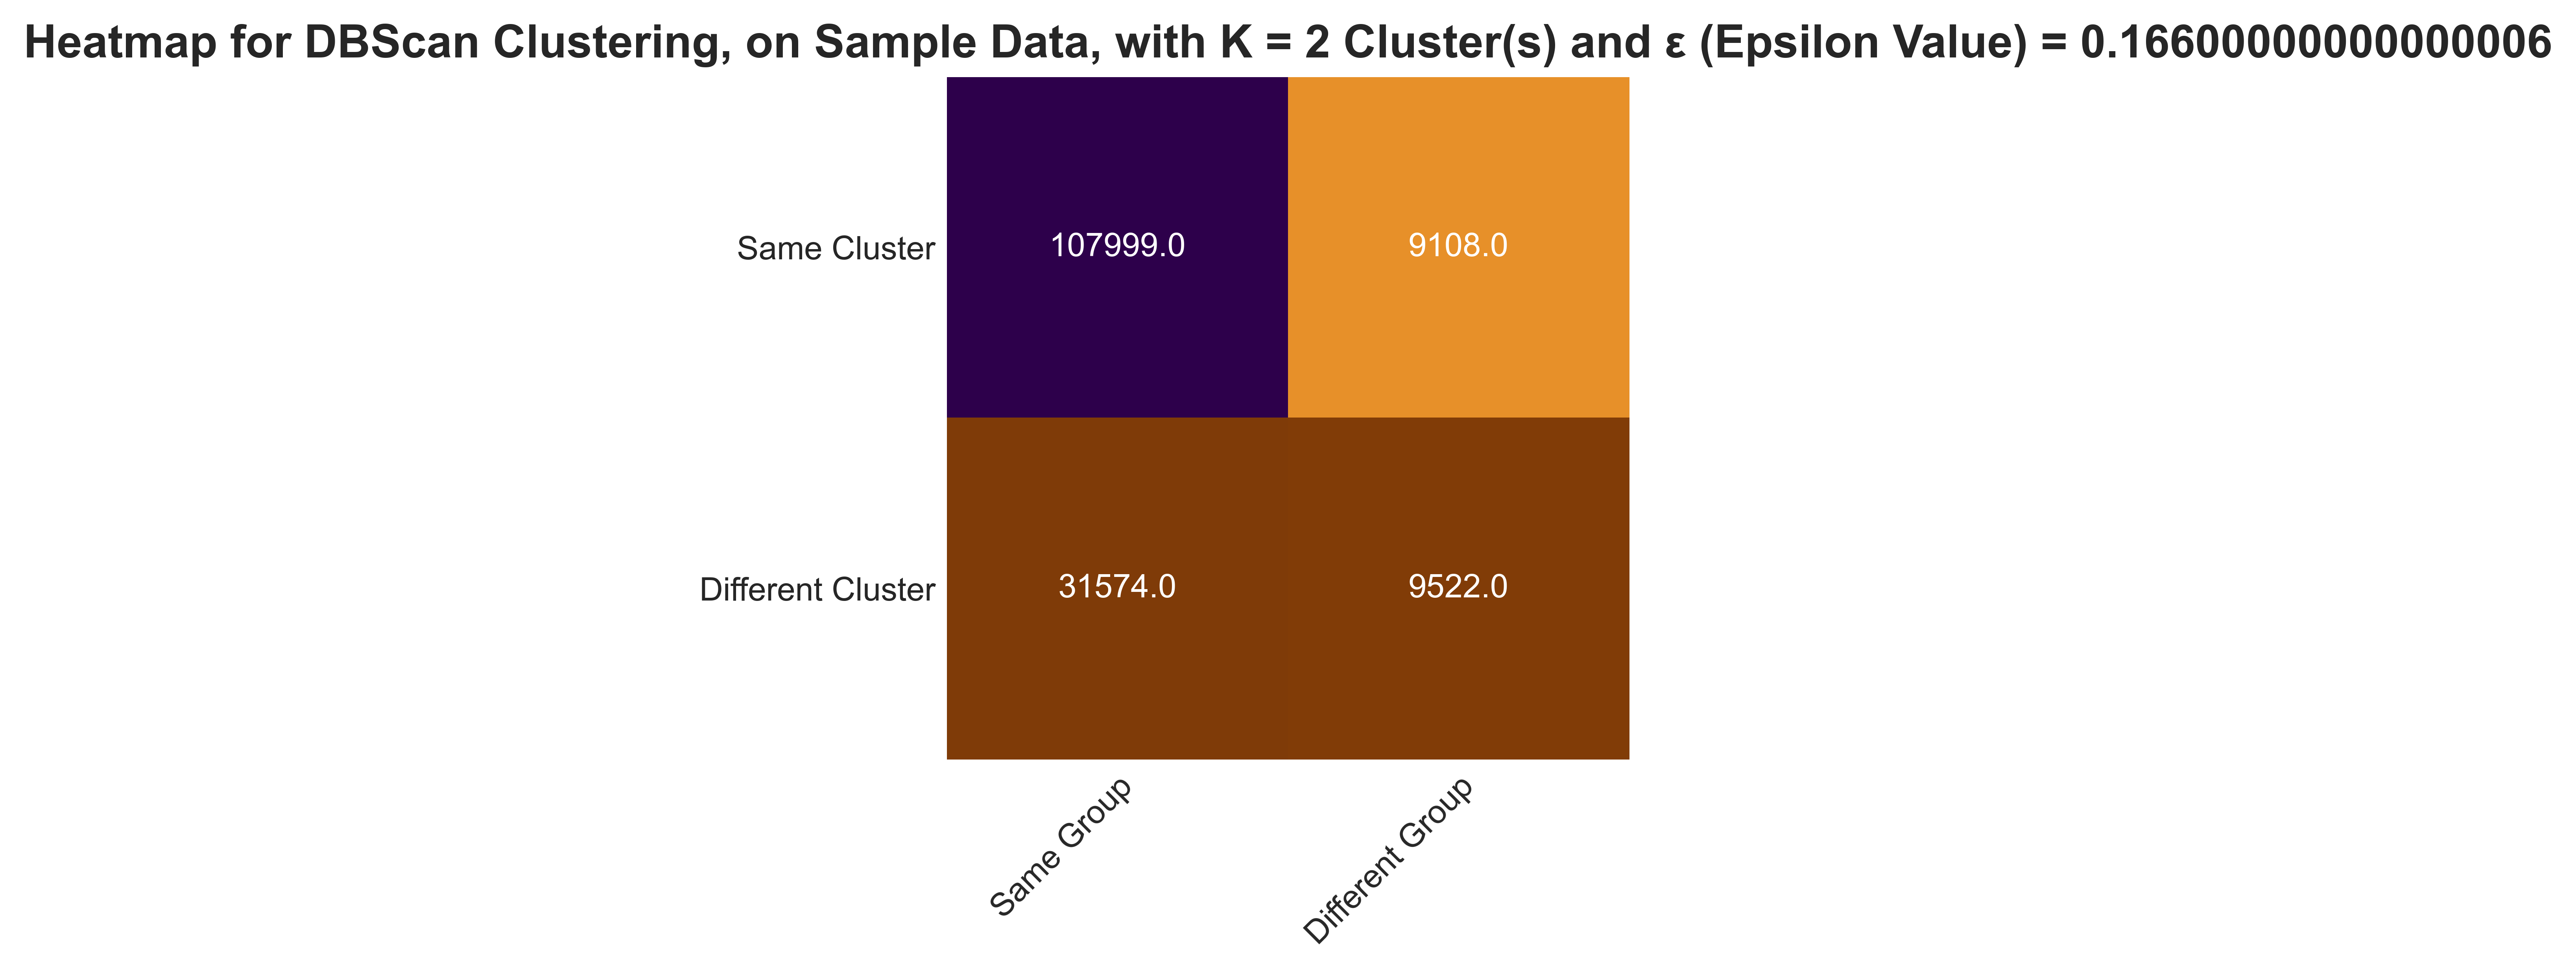 Heatmap for DBScan Clustering, on Sample Data, with K = 2 Cluster(s) and ε (Epsilon Value) = 0.16600000000000006
Same Cluster
107999.0
9108.0
Different Cluster
31574.0
9522.0
Same Group
Different Group